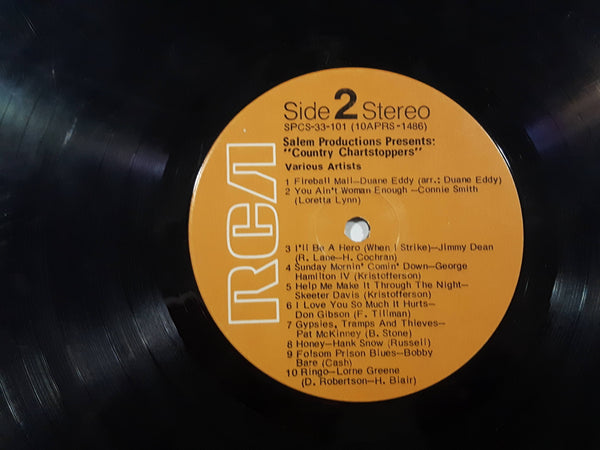 Side 2 Stereo
SPCS-33-101 (10APRS-1486)
Salem Productions Presents:
"Country Chartstoppers"
Various Artists
1 Fireball Mail—Duane Eddy (arr.: Duane Eddy)
2 You Ain't Woman Enough—Connie Smith
(Loretta Lynn)
3 I'll Be A Hero (When I Strike)—Jimmy Dean
(R. Lane—H. Cochran)
4 Sunday Mornin' Comin' Down—George
Hamilton IV (Kristofferson)
5 Help Me Make It Through The Night—
Skeeter Davis (Kristofferson)
6 I Love You So Much It Hurts—
Don Gibson (F. Tillman)
7 Gypsies, Tramps And Thieves—
Pat McKinney (B. Stone)
8 Honey—Hank Snow (Russell)
9 Folsom Prison Blues—Bobby
Bare (Cash)
10 Ringo—Lorne Greene
(D. Robertson—H. Blair)
RCA